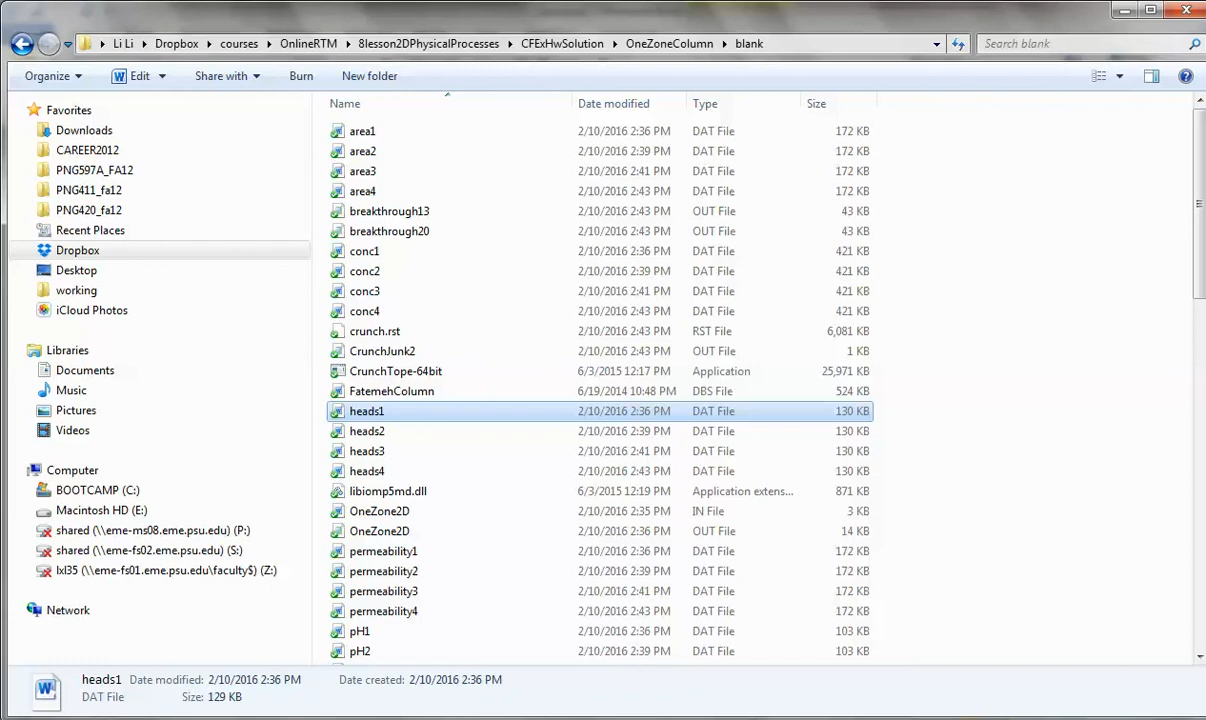 Li Li Dropbox courses OnlineRTM 8lesson2DPhysicalProcesses CFExHwSolution OneZoneColumn blank Search blank
Organize Edit Share with Burn New folder
Favorites
Downloads
CAREER2012
PNG597A_FA12
PNG411_fa12
PNG420_fa12
Recent Places
Dropbox
Desktop
working
iCloud Photos
Libraries
Documents
Music
Pictures
Videos
Computer
BOOTCAMP (C:)
Macintosh HD (E:)
shared (\\eme-ms08.eme.psu.edu) (P:)
shared (\\eme-fs02.eme.psu.edu) (S:)
lxl35 (\\eme-fs01.eme.psu.edu\faculty$) (Z:)
Network
Name Date modified Type Size
area1 2/10/2016 2:36 PM DAT File 172 KB
area2 2/10/2016 2:39 PM DAT File 172 KB
area3 2/10/2016 2:41 PM DAT File 172 KB
area4 2/10/2016 2:43 PM DAT File 172 KB
breakthrough13 2/10/2016 2:43 PM OUT File 43 KB
breakthrough20 2/10/2016 2:43 PM OUT File 43 KB
conc1 2/10/2016 2:36 PM DAT File 421 KB
conc2 2/10/2016 2:39 PM DAT File 421 KB
conc3 2/10/2016 2:41 PM DAT File 421 KB
conc4 2/10/2016 2:43 PM DAT File 421 KB
crunch.rst 2/10/2016 2:43 PM RST File 6,081 KB
CrunchJunk2 2/10/2016 2:43 PM OUT File 1 KB
CrunchTope-64bit 6/3/2015 12:17 PM Application 25,971 KB
FatemehColumn 6/19/2014 10:48 PM DBS File 524 KB
heads1 2/10/2016 2:36 PM DAT File 130 KB
heads2 2/10/2016 2:39 PM DAT File 130 KB
heads3 2/10/2016 2:41 PM DAT File 130 KB
heads4 2/10/2016 2:43 PM DAT File 130 KB
libiomp5md.dll 6/3/2015 12:19 PM Application extens... 871 KB
OneZone2D 2/10/2016 2:35 PM IN File 3 KB
OneZone2D 2/10/2016 2:36 PM OUT File 14 KB
permeability1 2/10/2016 2:36 PM DAT File 172 KB
permeability2 2/10/2016 2:39 PM DAT File 172 KB
permeability3 2/10/2016 2:41 PM DAT File 172 KB
permeability4 2/10/2016 2:43 PM DAT File 172 KB
pH1 2/10/2016 2:36 PM DAT File 103 KB
pH2 2/10/2016 2:39 PM DAT File 103 KB
heads1 Date modified: 2/10/2016 2:36 PM Date created: 2/10/2016 2:36 PM
DAT File Size: 129 KB